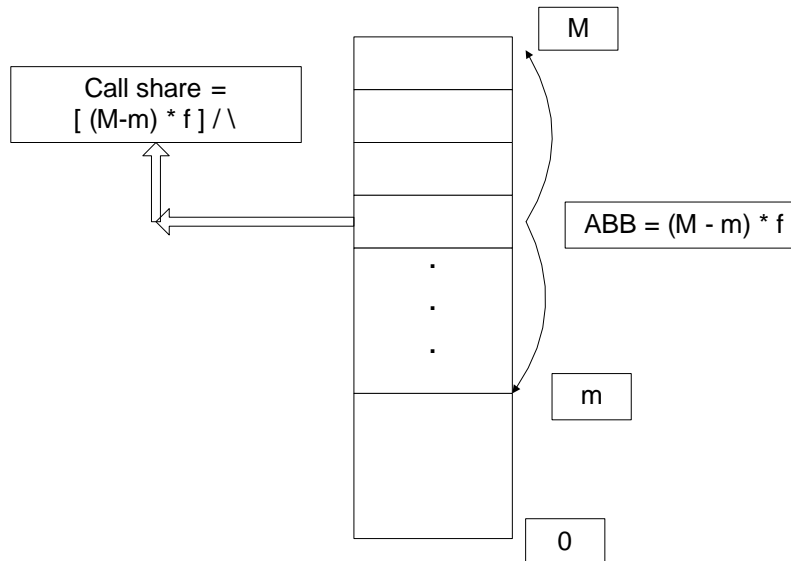 M
Call share =
[ (M-m) * f ] / \
ABB = (M - m) * f
.
.
.
m
0